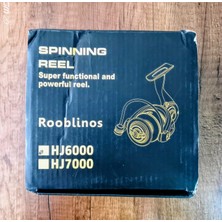 SPINNING
REEL
Super functional and
powerful reel.
Rooblinos
HJ6000
HJ7000